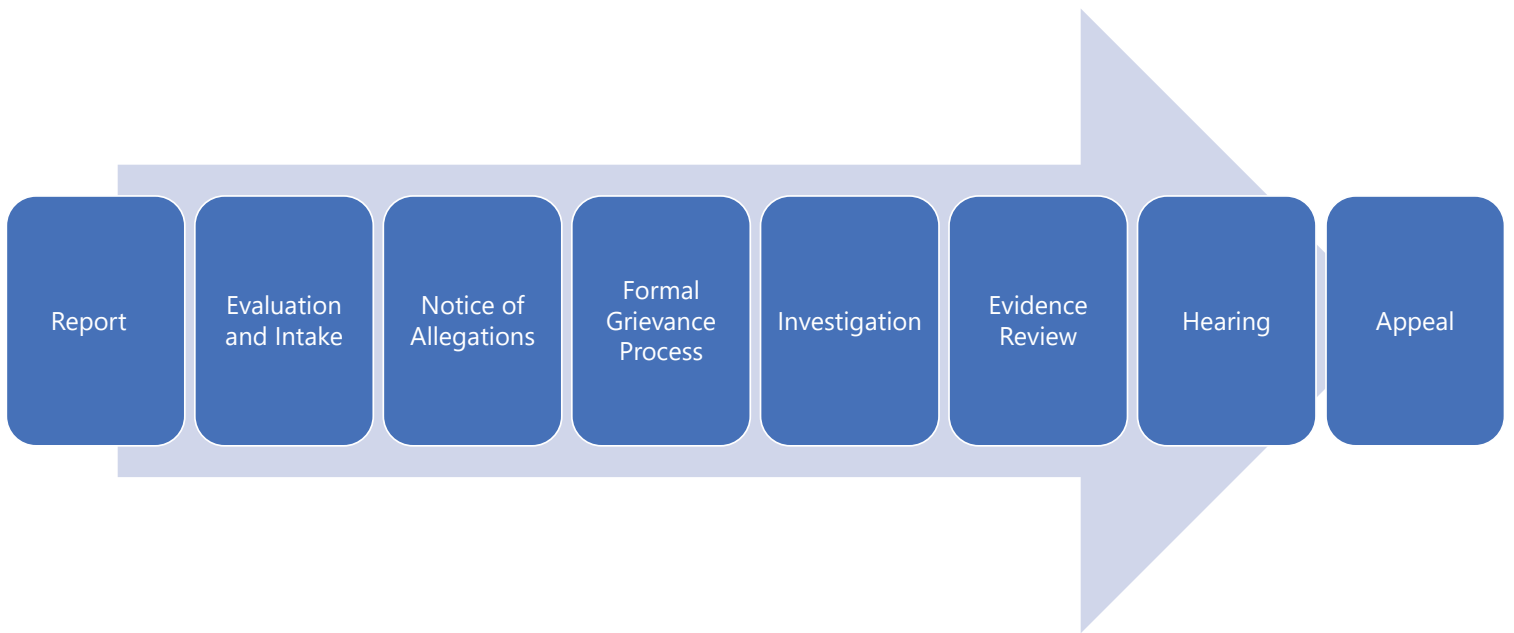 Report
Evaluation
and Intake
Notice of
Allegations
Formal
Grievance
Process
Investigation
Evidence
Review
Hearing
Appeal